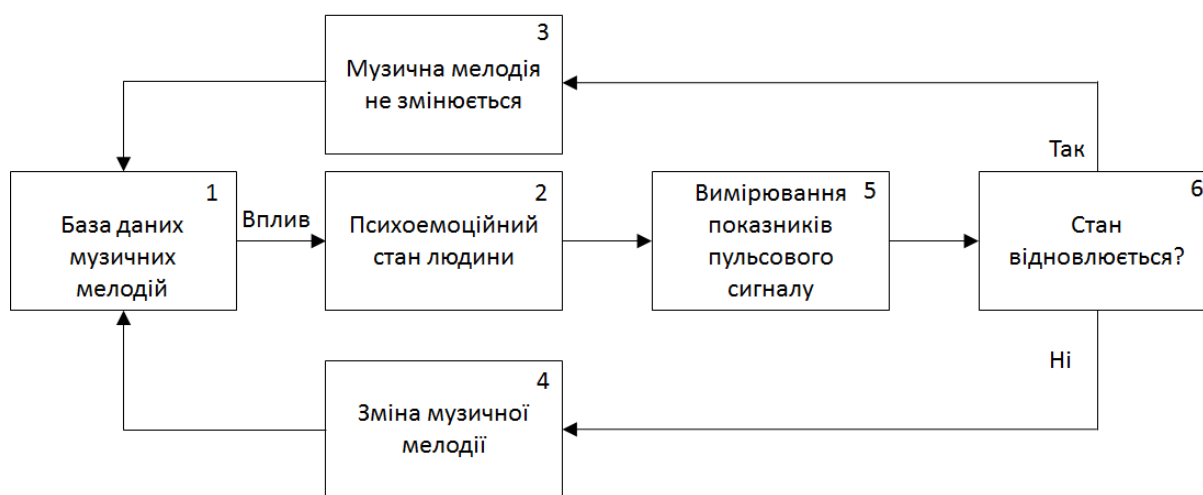 3
Музична мелодія
не змінюється
Так
1
База даних
музичних
мелодій
Вплив
2
Психоемоційний
стан людини
Вимірювання
показників
пульсового
сигналу
5
6
Стан
відновлюється?
Ні
4
Зміна музичної
мелодії